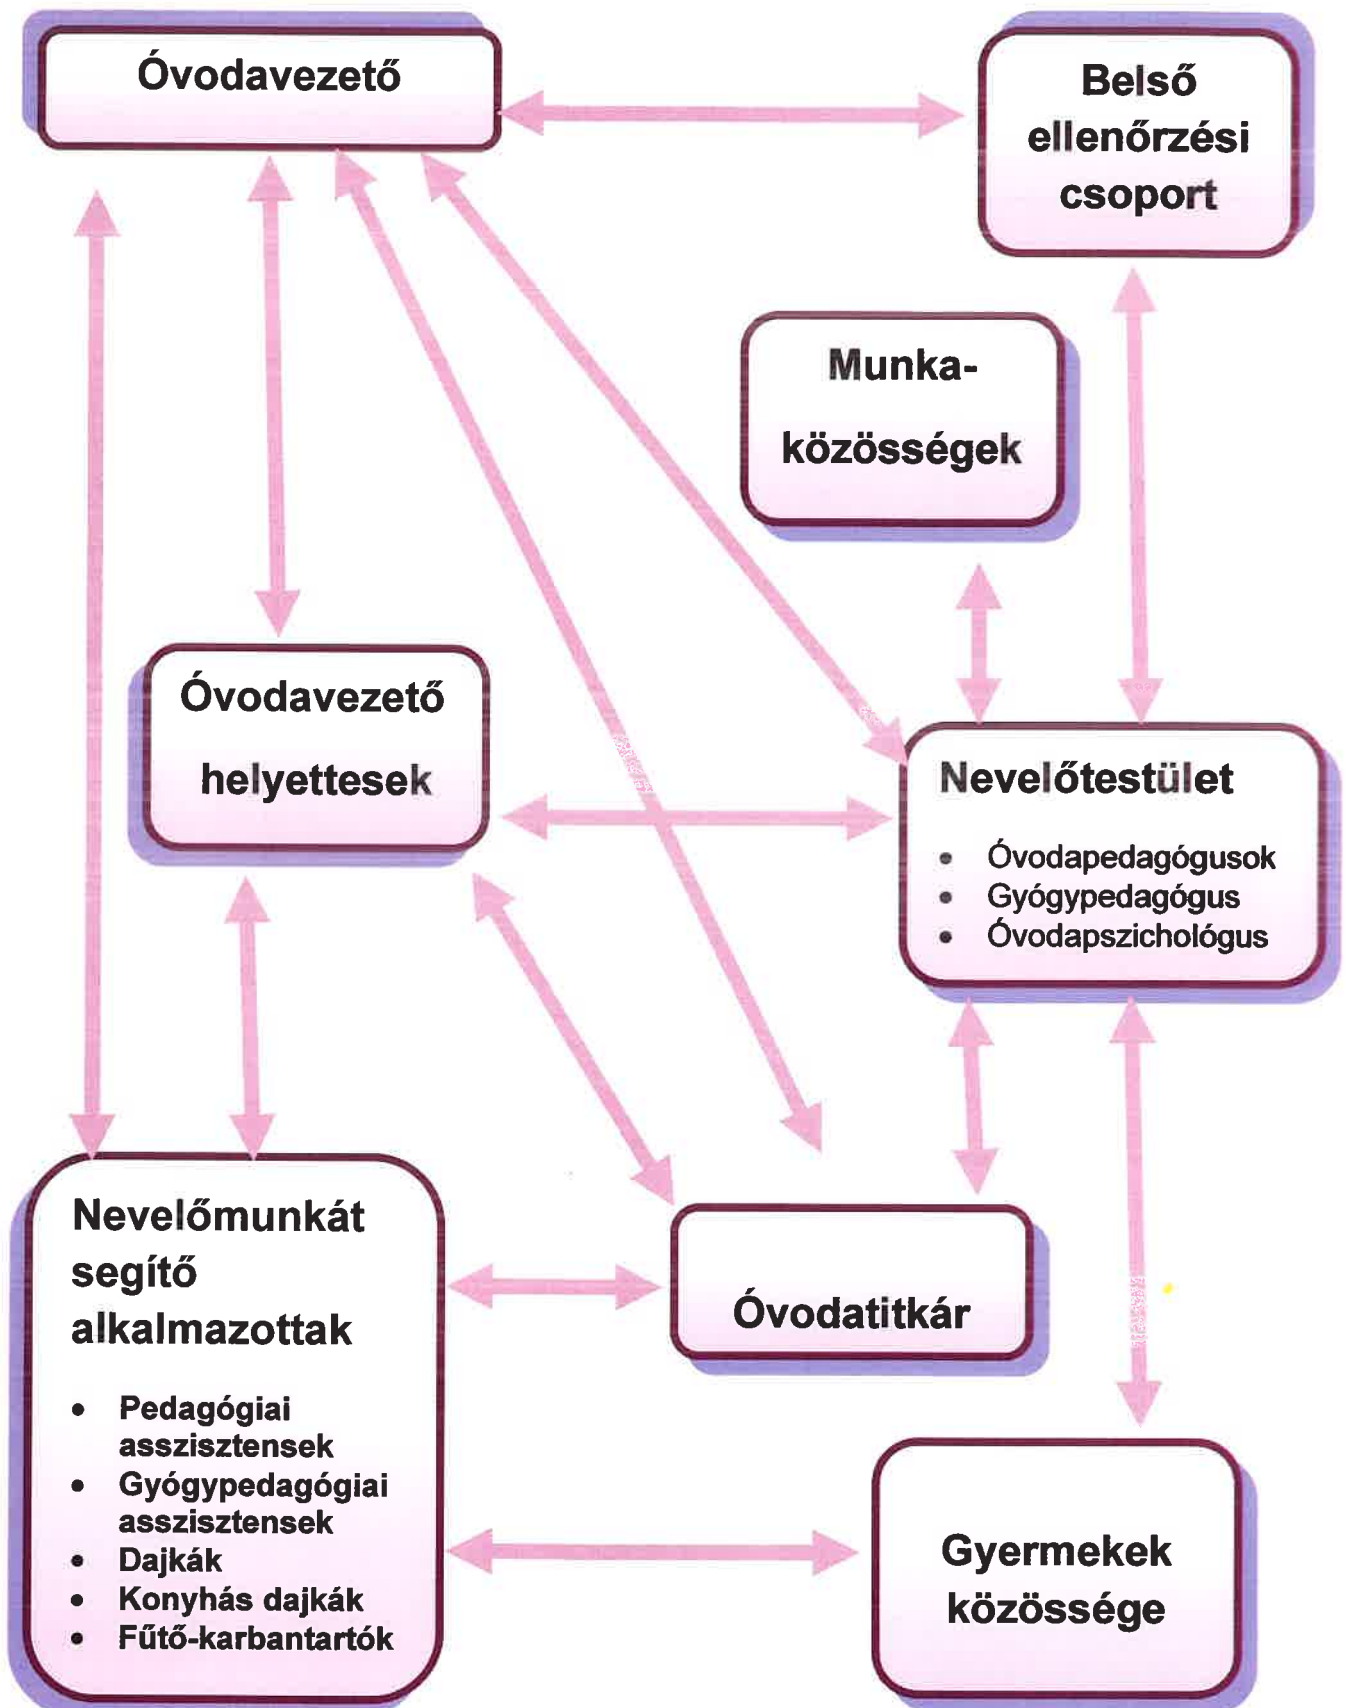 Óvodavezető
Belső
ellenőrzési
csoport
Munka-
közösségek
Óvodavezető
helyettesek
Nevelőtestület
• Óvodapedagógusok
• Gyógypedagógus
• Óvodapszichológus
Nevelőmunkát
segítő
alkalmazottak
• Pedagógiai
asszisztensek
• Gyógypedagógiai
asszisztensek
• Dajkák
• Konyhás dajkák
• Fűtő-karbantartók
Óvodatitkár
Gyermekek
közössége